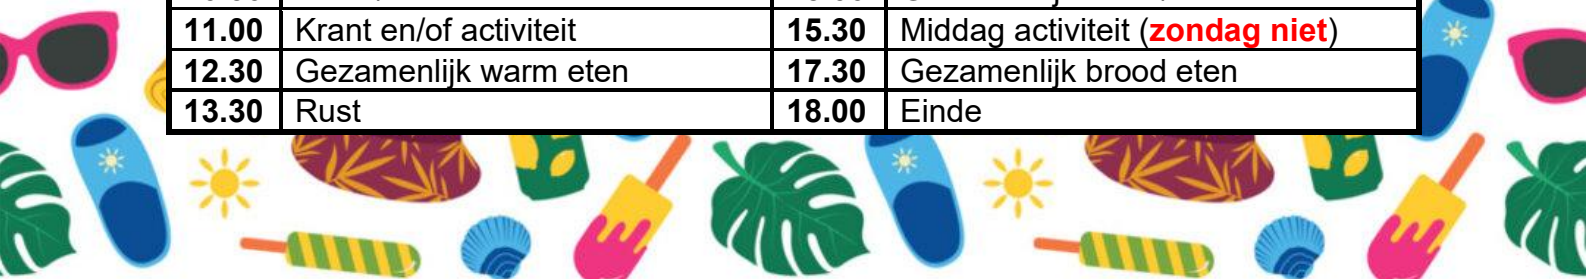 11.00 Krant en/of activiteit 15.30 Middag activiteit (zondag niet)
12.30 Gezamenlijk warm eten 17.30 Gezamenlijk brood eten
13.30 Rust 18.00 Einde